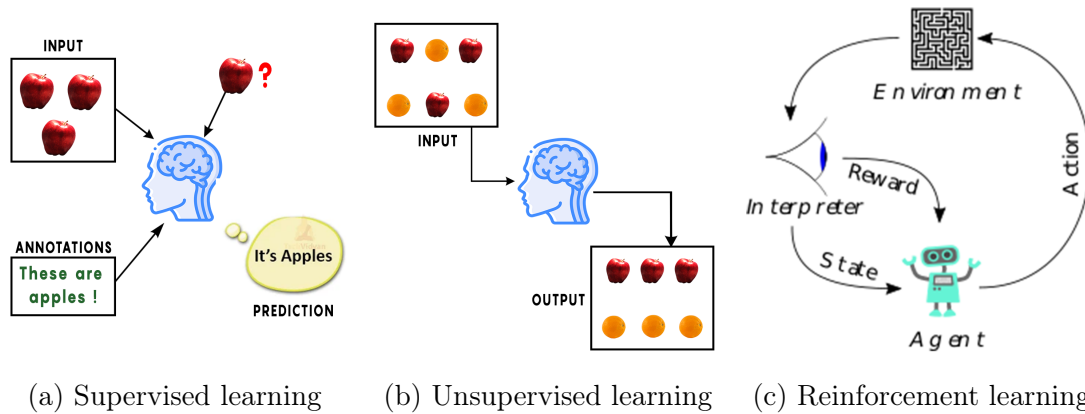 INPUT
?
ANNOTATIONS
These are
apples !
It's Apples
PREDICTION
(a) Supervised learning
INPUT
OUTPUT
(b) Unsupervised learning
Environment
Reward
Interpreter
State
Action
Agent
(c) Reinforcement learning